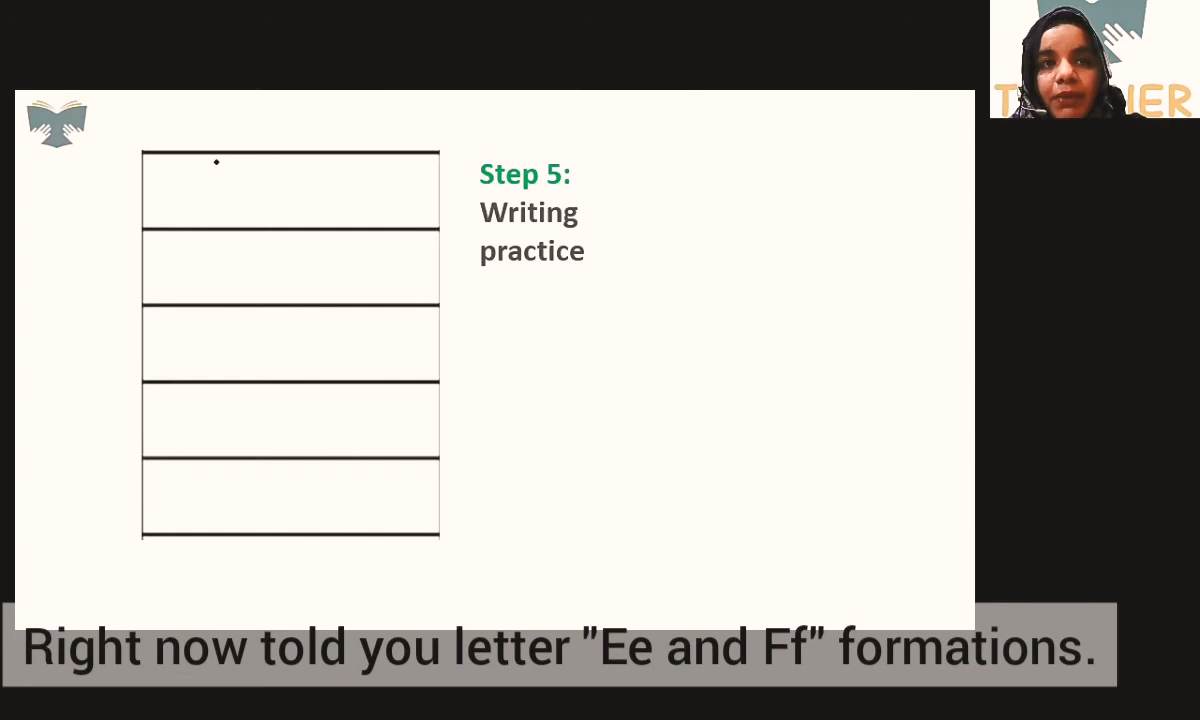 Step 5:
Writing
practice
Right now told you letter "Ee and Ff" formations.